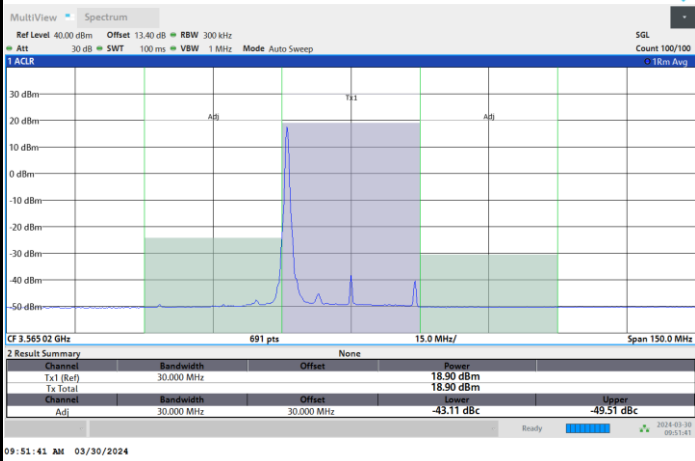 MultiView Spectrum
Ref Level 40.00 dBm Offset 13.40 dB RBW 300 kHz SGL
Att 30 dB SWT 100 ms VBW 1 MHz Mode Auto Sweep Count 100/100
1 ACLR 1Rm Avg
30 dBm
Tx1
20 dBm
Adj Adj
10 dBm
0 dBm
-10 dBm
-20 dBm
-30 dBm
-40 dBm
-50 dBm
CF 3.565 02 GHz 691 pts 15.0 MHz/ Span 150.0 MHz
2 Result Summary None
Channel Bandwidth Offset Power
Tx1 (Ref) 30.000 MHz 18.90 dBm
Tx Total 18.90 dBm
Channel Bandwidth Offset Lower Upper
Adj 30.000 MHz 30.000 MHz -43.11 dBc -49.51 dBc
Ready 2024-03-30
09:51:41
09:51:41 AM 03/30/2024